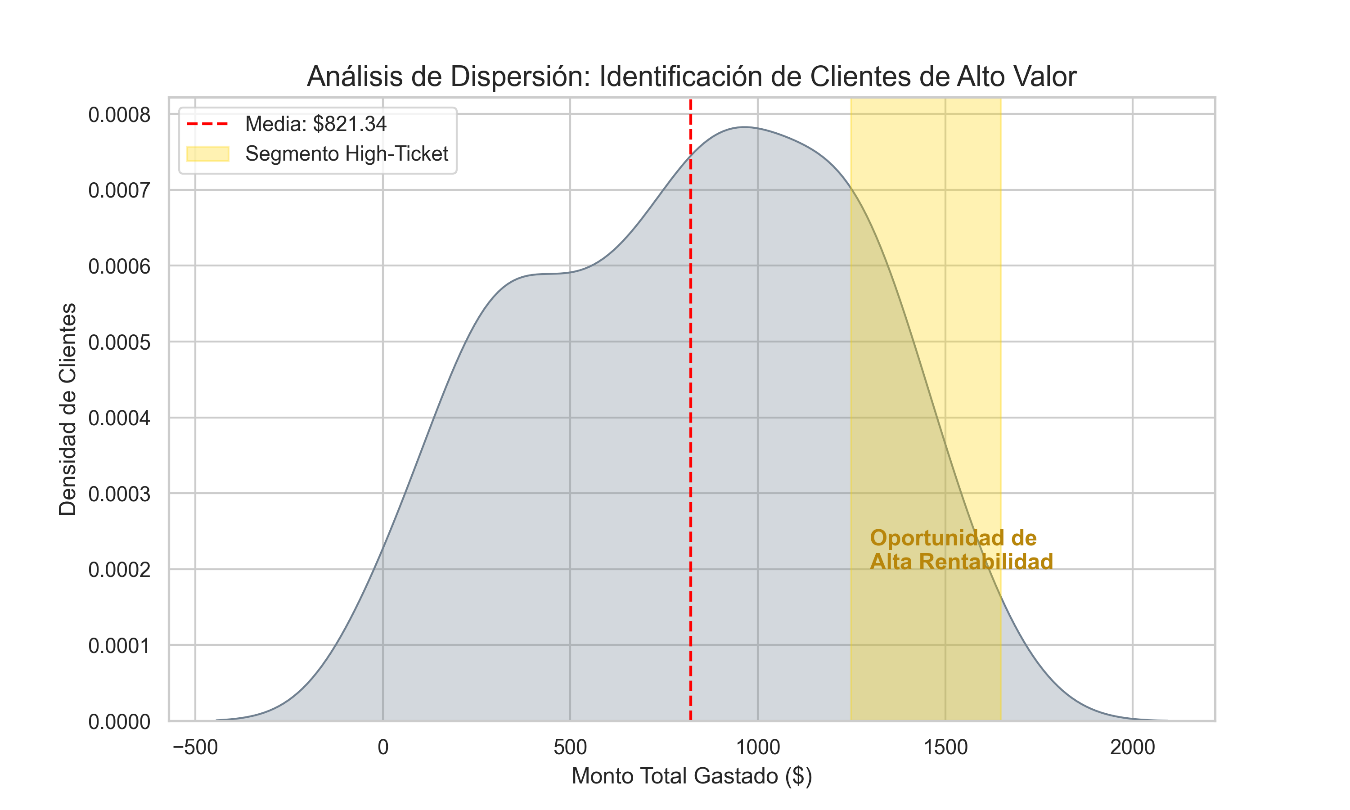 Análisis de Dispersión: Identificación de Clientes de Alto Valor
Media: $821.34
Segmento High-Ticket
0.0008
0.0007
0.0006
0.0005
0.0004
0.0003
0.0002
0.0001
0.0000
Densidad de Clientes
Oportunidad de
Alta Rentabilidad
−500 0 500 1000 1500 2000
Monto Total Gastado ($)